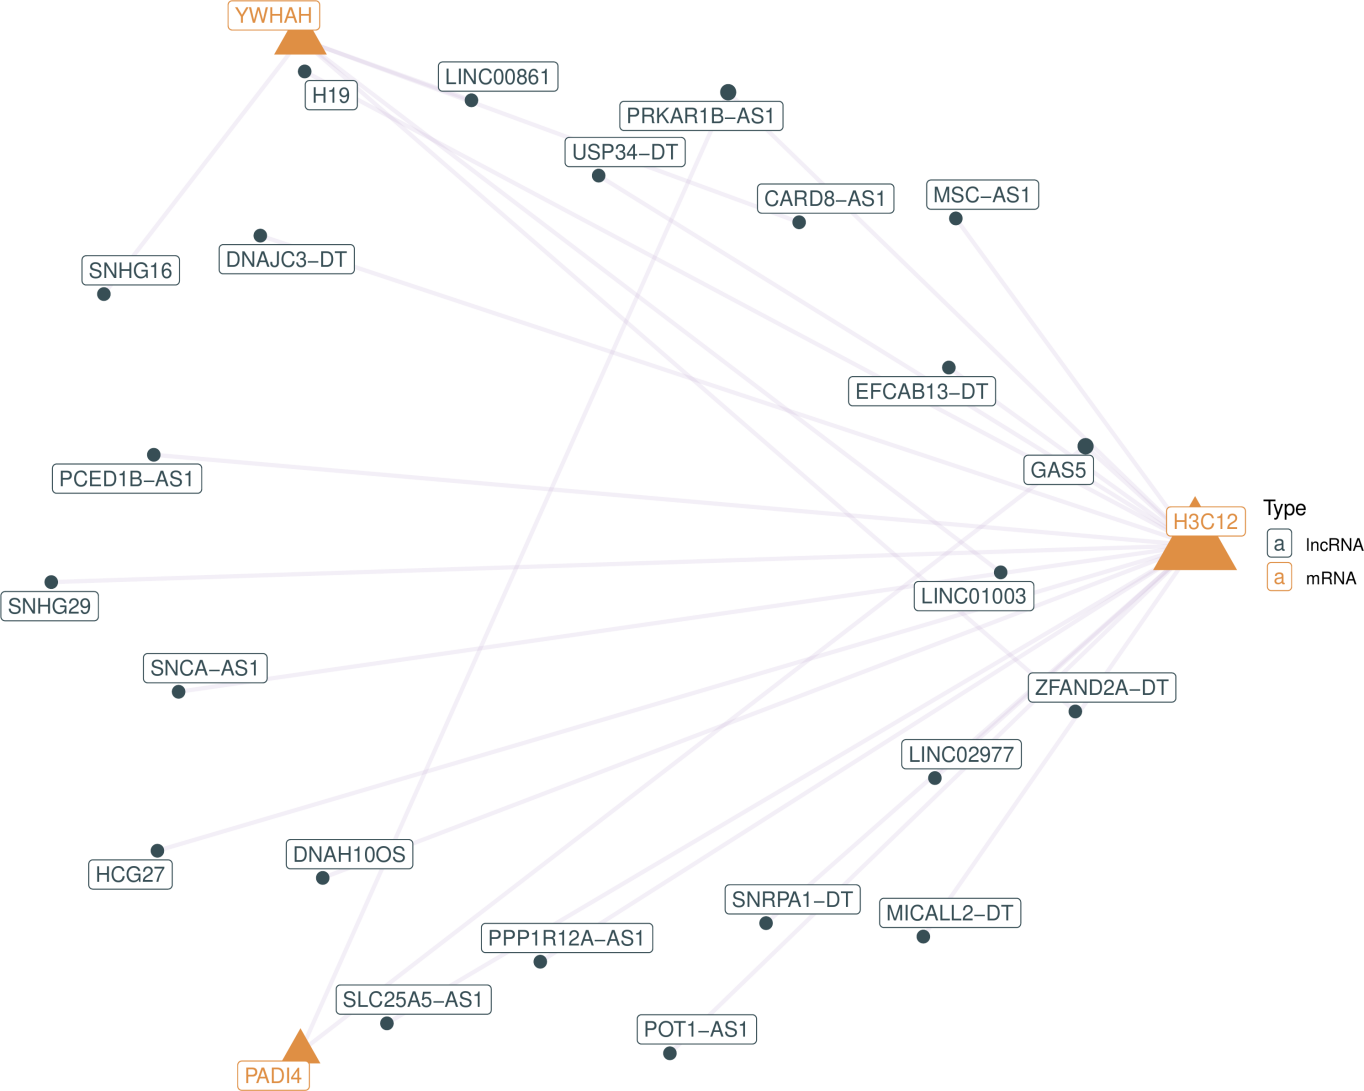 YWHAH
LINC00861
H19
PRKAR1B−AS1
USP34−DT
CARD8−AS1
MSC−AS1
DNAJC3−DT
SNHG16
EFCAB13−DT
GAS5
PCED1B−AS1
H3C12
Type
a lncRNA
a mRNA
LINC01003
SNHG29
SNCA−AS1
ZFAND2A−DT
LINC02977
DNAH10OS
HCG27
SNRPA1−DT
MICALL2−DT
PPP1R12A−AS1
SLC25A5−AS1
POT1−AS1
PADI4